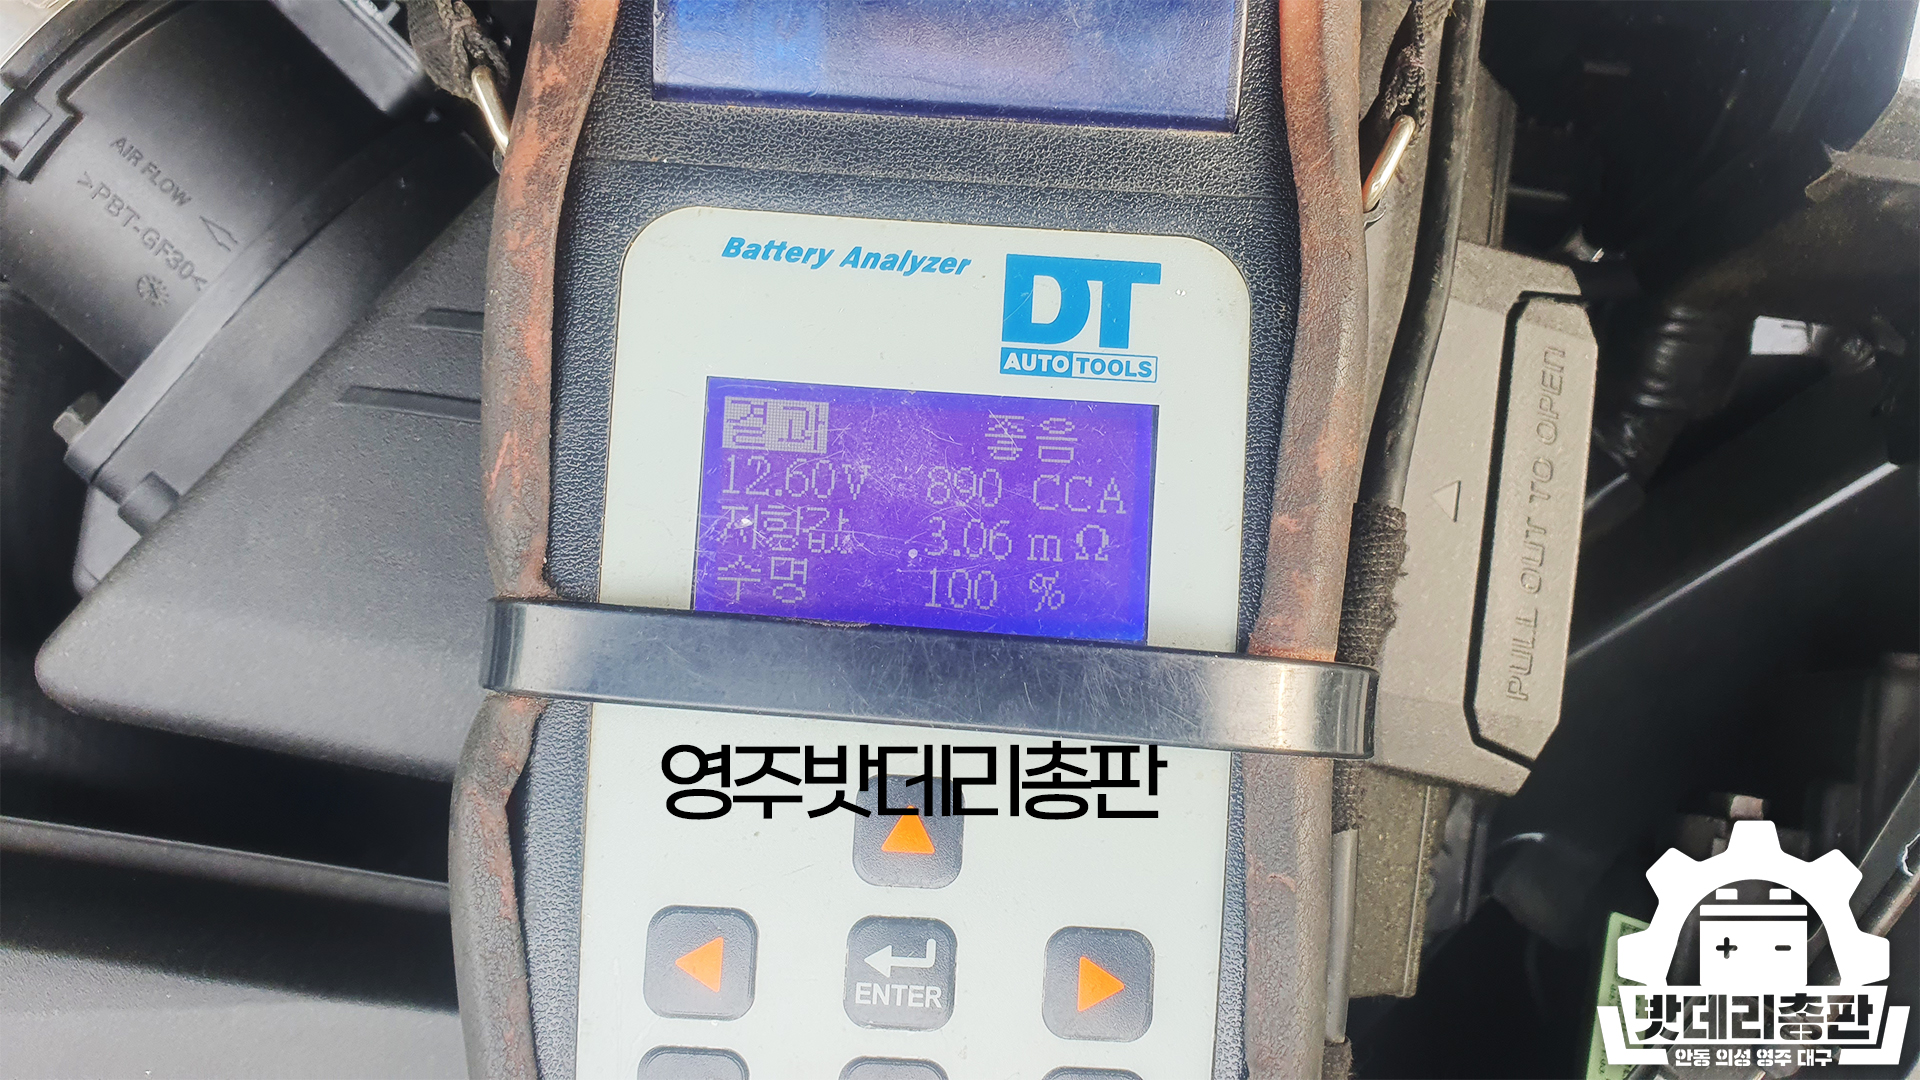 AIR FLOW
>PBT-GF30<
Battery Analyzer
DT
AUTO TOOLS
결과 좋음
12.60V 890 CCA
저항값 3.06 mΩ
수명 100 %
PULL OUT TO OPEN
영주밧데리총판
ENTER
밧데리총판
안동 의성 영주 대구